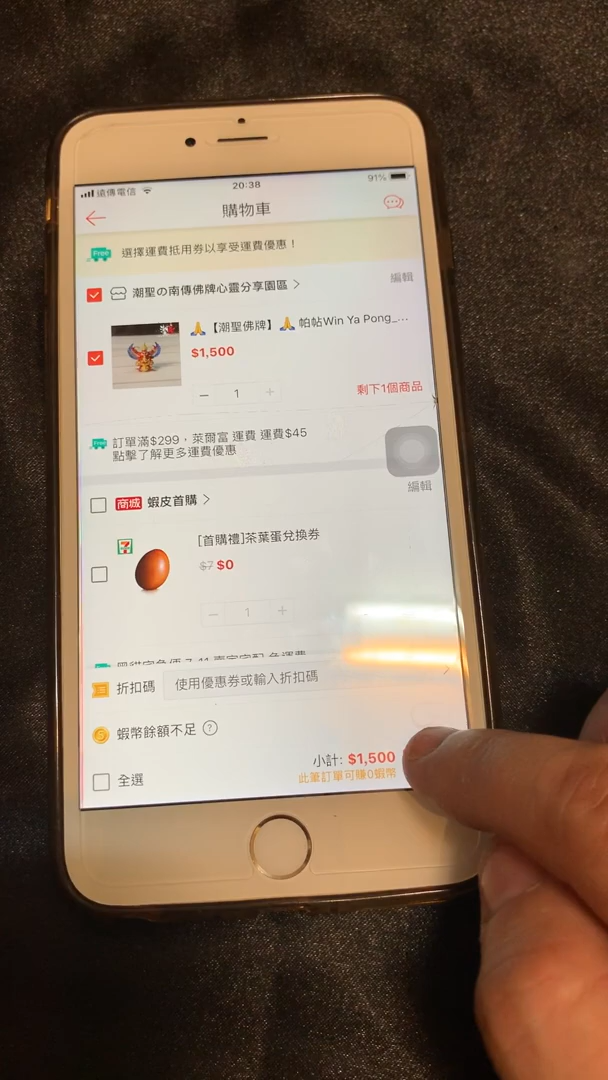 遠傳電信
20:38
91%
購物車
Free
選擇運費抵用券以享受運費優惠！
潮聖の南傳佛牌心靈分享園區
編輯
🙏【潮聖佛牌】🙏 帕帖Win Ya Pong_...
$1,500
1
剩下1個商品
Free
訂單滿$299，萊爾富 運費 運費$45
點擊了解更多運費優惠
商城 蝦皮首購
編輯
[首購禮]茶葉蛋兌換券
$7 $0
1
折扣碼
使用優惠券或輸入折扣碼
蝦幣餘額不足
全選
小計: $1,500
此筆訂單可賺0蝦幣